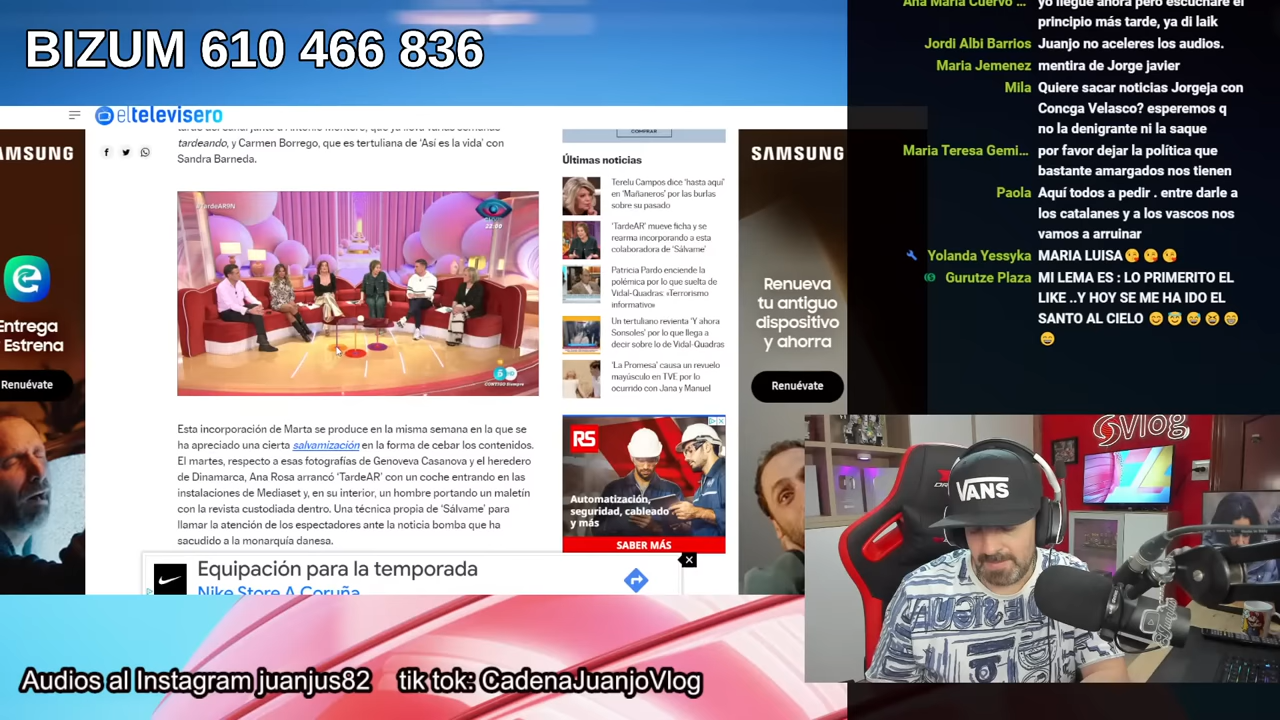 BIZUM 610 466 836
eltelevisero
tardeando, y Carmen Borrego, que es tertuliana de 'Así es la vida' con
Sandra Barneda.
#TardeAR9N
22:00
5 HD
CONTIGO Siempre
Esta incorporación de Marta se produce en la misma semana en la que se
ha apreciado una cierta salvamización en la forma de cebar los contenidos.
El martes, respecto a esas fotografías de Genoveva Casanova y el heredero
de Dinamarca, Ana Rosa arrancó 'TardeAR' con un coche entrando en las
instalaciones de Mediaset y, en su interior, un hombre portando un maletín
con la revista custodiada dentro. Una técnica propia de 'Sálvame' para
llamar la atención de los espectadores ante la noticia bomba que ha
sacudido a la monarquía danesa.
COMPRAR
Últimas noticias
Terelu Campos dice 'hasta aquí'
en 'Mañaneros' por las burlas
sobre su pasado
'TardeAR' mueve ficha y se
rearma incorporando a esta
colaboradora de 'Sálvame'
Patricia Pardo enciende la
polémica por lo que suelta de
Vidal-Quadras: «Terrorismo
informativo»
Un tertuliano revienta 'Y ahora
Sonsoles' por lo que llega a
decir sobre lo de Vidal-Quadras
'La Promesa' causa un revuelo
mayúsculo en TVE por lo
ocurrido con Jana y Manuel
RS
Automatización,
seguridad, cableado
y más
SABER MÁS
AMSUNG
Entrega
Estrena
Renuévate
SAMSUNG
Renueva
tu antiguo
dispositivo
y ahorra
Renuévate
Equipación para la temporada
Nike Store A Coruña
Ana Maria Cuervo ... yo llegue ahora pero escuchare el
principio más tarde, ya di laik
Jordi Albi Barrios Juanjo no aceleres los audios.
Maria Jemenez mentira de Jorge javier
Mila Quiere sacar noticias Jorgeja con
Concga Velasco? esperemos q
no la denigrante ni la saque
Maria Teresa Gemi... por favor dejar la política que
bastante amargados nos tienen
Paola Aquí todos a pedir . entre darle a
los catalanes y a los vascos nos
vamos a arruinar
Yolanda Yessyka MARIA LUISA😘 😘 😘
Gurutze Plaza MI LEMA ES : LO PRIMERITO EL
LIKE ..Y HOY SE ME HA IDO EL
SANTO AL CIELO 😊 😇 😅 😆 😁
😄
VANS
Vlog
Audios al Instagram juanjus82 tik tok: CadenaJuanjoVlog